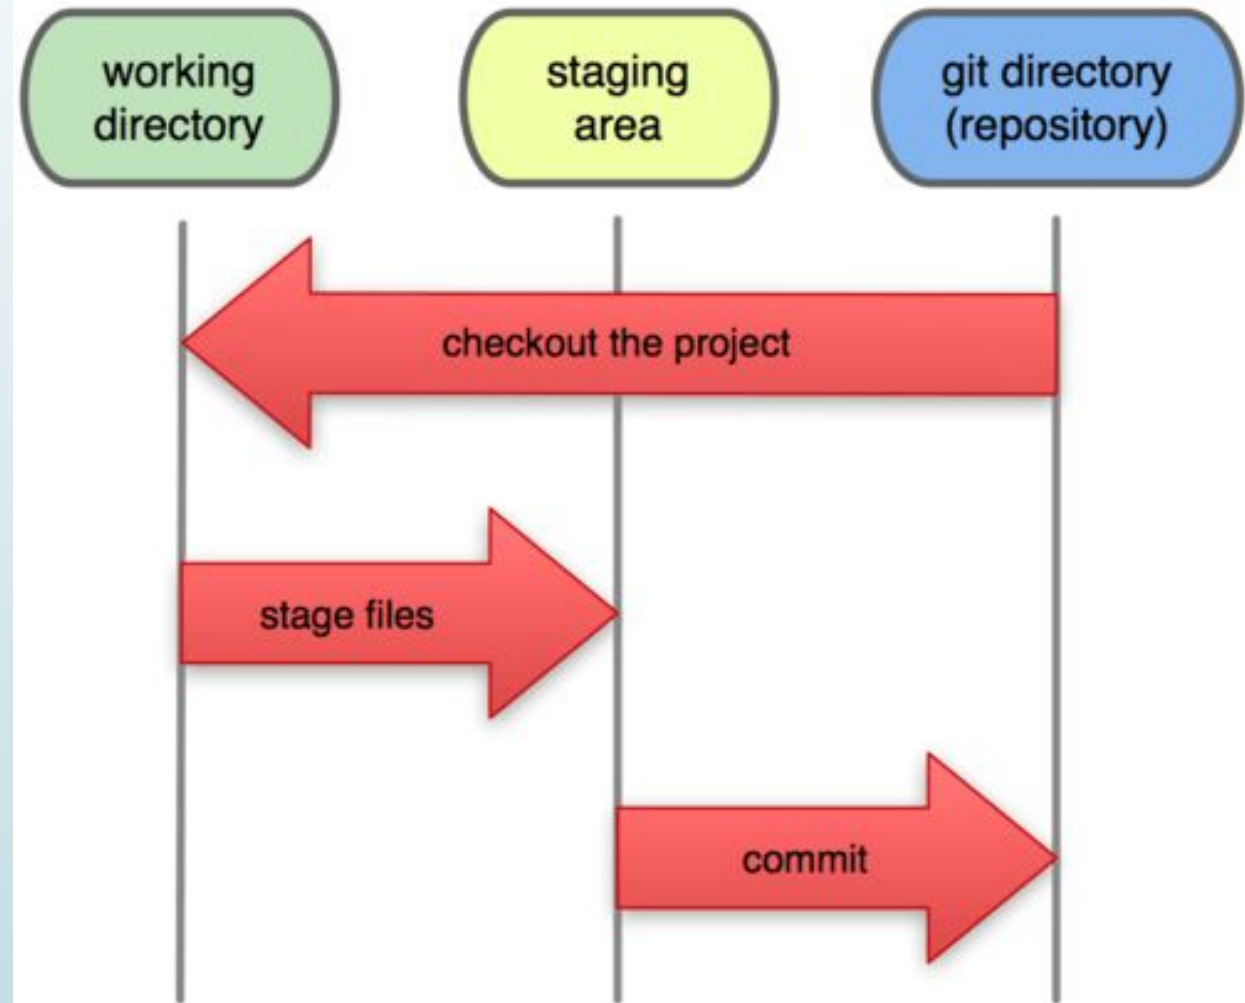 working
directory
staging
area
git directory
(repository)
checkout the project
stage files
commit